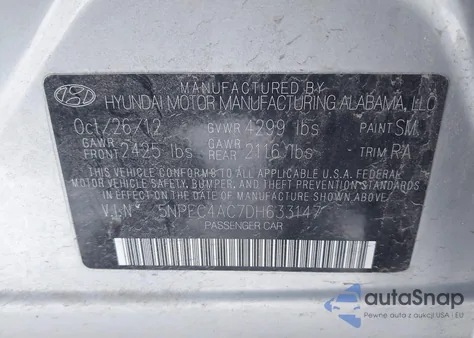 MANUFACTURED BY
HYUNDAI MOTOR MANUFACTURING ALABAMA, LLC
Oct/26/12 GVWR 4299 lbs PAINT SM
GAWR FRONT 2425 lbs GAWR REAR 2116 lbs TRIM RA
THIS VEHICLE CONFORMS TO ALL APPLICABLE U.S.A. FEDERAL
MOTOR VEHICLE SAFETY, BUMPER, AND THEFT PREVENTION
STANDARDS IN EFFECT ON THE DATE OF
MANUFACTURE SHOWN ABOVE.
V.I.N 5NPEC4AC7DH633147
PASSENGER CAR
autoSnap
Pewne auta z aukcji USA i EU